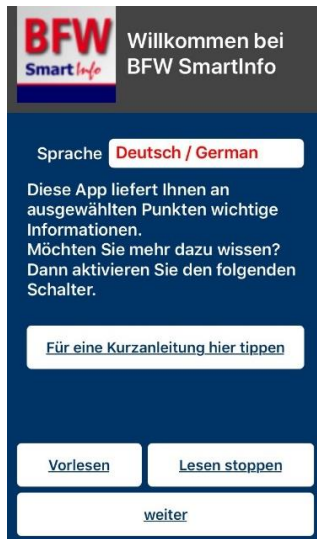 BFW
Smart Info
Willkommen bei
BFW SmartInfo
Sprache Deutsch / German
Diese App liefert Ihnen an
ausgewählten Punkten wichtige
Informationen.
Möchten Sie mehr dazu wissen?
Dann aktivieren Sie den folgenden
Schalter.
Für eine Kurzanleitung hier tippen
Vorlesen
Lesen stoppen
weiter